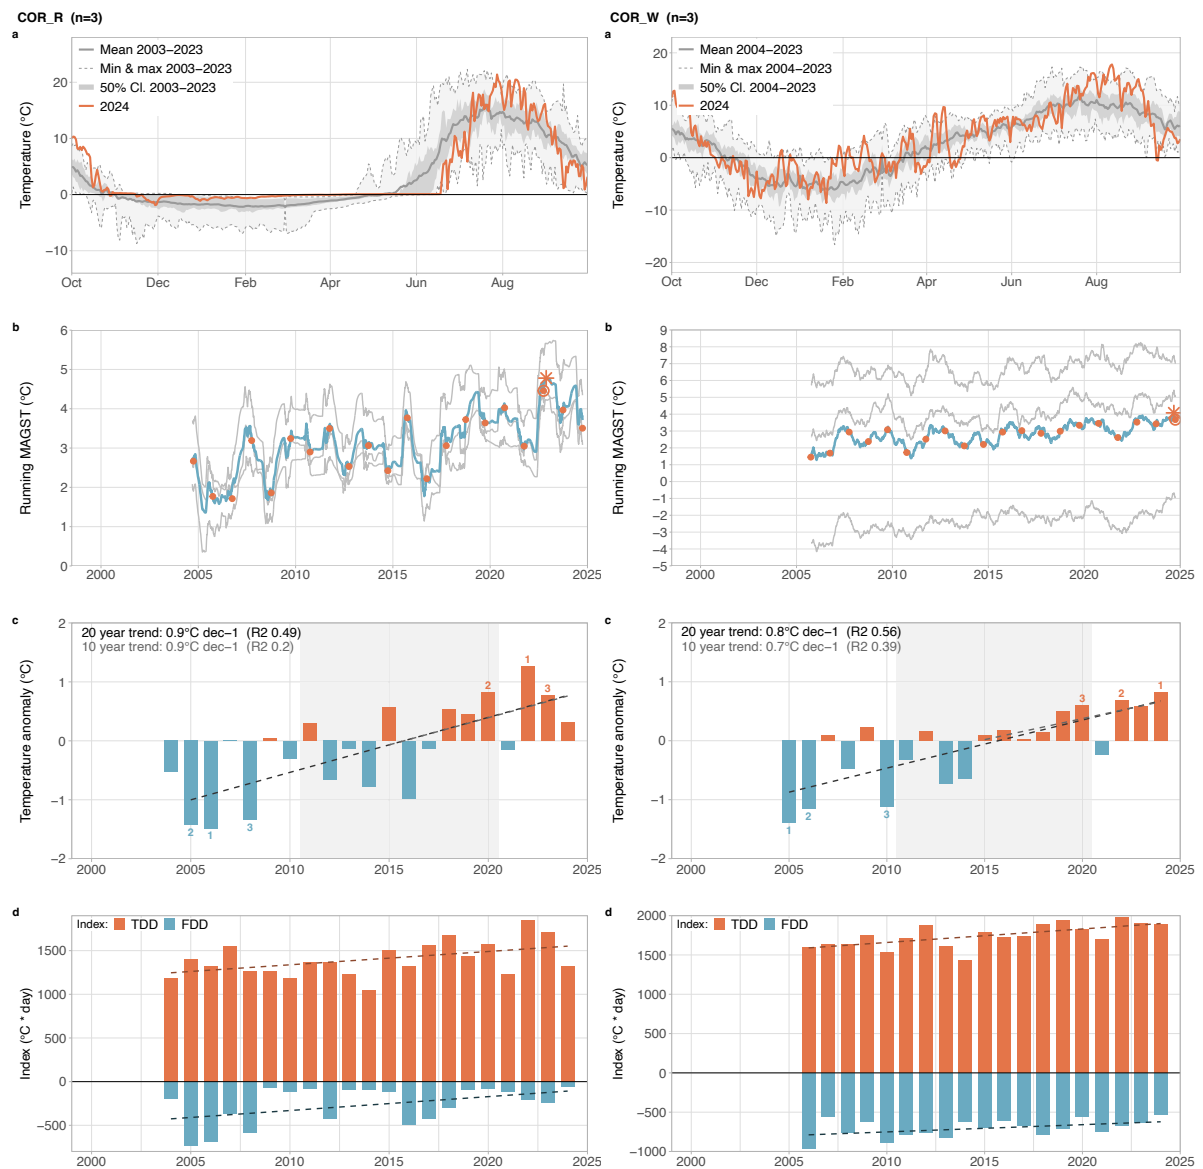 COR_R (n=3)
a
Mean 2003−2023
Min & max 2003−2023
50% CI. 2003−2023
2024
Temperature (°C)
20
10
0
−10
Oct Dec Feb Apr Jun Aug
b
Running MAGST (°C)
6
5
4
3
2
1
0
2000 2005 2010 2015 2020 2025
c
20 year trend: 0.9°C dec−1 (R2 0.49)
10 year trend: 0.9°C dec−1 (R2 0.2)
Temperature anomaly (°C)
2
1
0
−1
−2
2 1 3 2 1 3
2000 2005 2010 2015 2020 2025
d
Index: TDD FDD
Index (°C * day)
1500
1000
500
0
−500
2000 2005 2010 2015 2020 2025
COR_W (n=3)
a
Mean 2004−2023
Min & max 2004−2023
50% CI. 2004−2023
2024
Temperature (°C)
20
10
0
−10
−20
Oct Dec Feb Apr Jun Aug
b
Running MAGST (°C)
9
8
7
6
5
4
3
2
1
0
−1
−2
−3
−4
−5
2000 2005 2010 2015 2020 2025
c
20 year trend: 0.8°C dec−1 (R2 0.56)
10 year trend: 0.7°C dec−1 (R2 0.39)
Temperature anomaly (°C)
2
1
0
−1
−2
1 2 3 3 2 1
2000 2005 2010 2015 2020 2025
d
Index: TDD FDD
Index (°C * day)
2000
1500
1000
500
0
−500
−1000
2000 2005 2010 2015 2020 2025